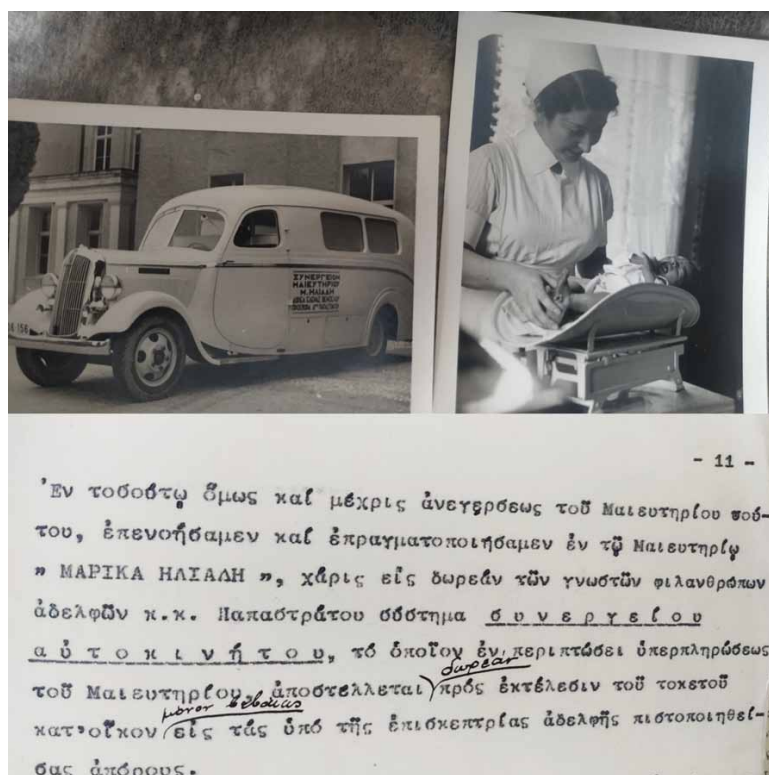 ΣΥΝΕΡΓΕΙΟΝ
ΜΑΙΕΥΤΗΡΙΟΥ
Μ. ΗΛΙΑΔΗ
156
- 11 -
Ἐν τοσούτῳ ὅμως καί μέχρις ἀνεγέρσεως τοῦ Μαιευτηρίου τού-
του, ἐπενοήσαμεν καί ἐπραγματοποιήσαμεν ἐν τῷ Μαιευτηρίῳ
" ΜΑΡΙΚΑ ΗΛΙΑΔΗ ", χάρις εἰς δωρεάν τῶν γνωστῶν φιλανθρώπων
ἀδελφῶν κ.κ. Παπαστράτου σύστημα συνεργείου
αὐτοκινήτου, τό ὁποῖον ἐν περιπτώσει ὑπερπληρώσεως
δωρεάν
τοῦ Μαιευτηρίου, ἀποστέλλεται πρός ἐκτέλεσιν τοῦ τοκετοῦ
μόνον βεβαίως
κατ'οἶκον εἰς τάς ὑπό τῆς ἐπισκεπτρίας ἀδελφῆς πιστοποιηθεί-
σας ἀπόρους.